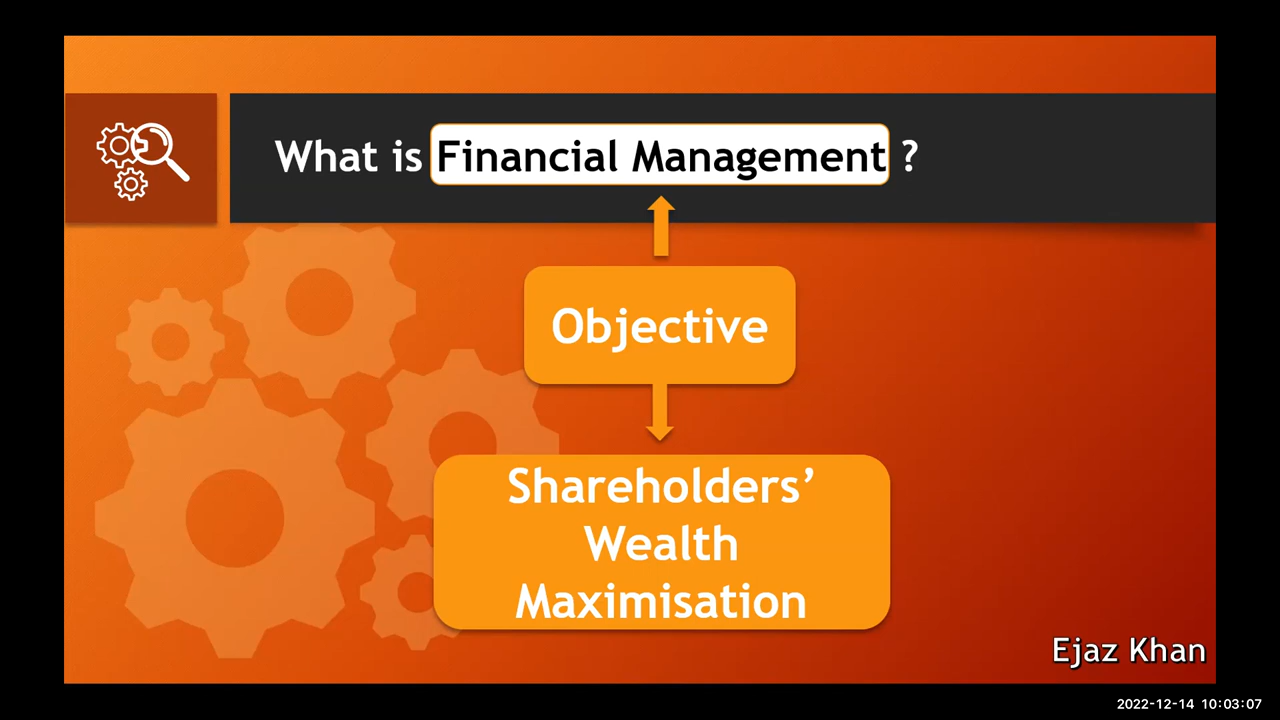 What is Financial Management ?
Objective
Shareholders’
Wealth
Maximisation
Ejaz Khan
2022-12-14 10:03:07